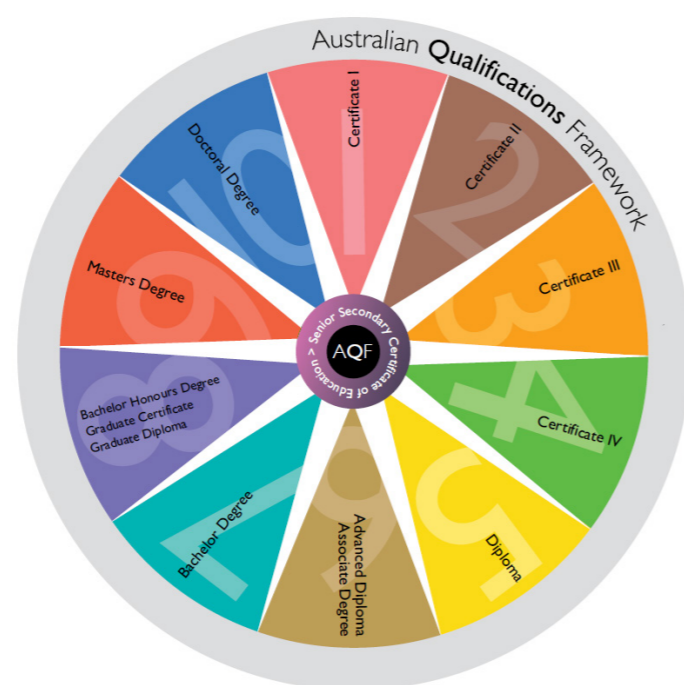 Australian Qualifications Framework
1
Certificate I
2
Certificate II
3
Certificate III
4
Certificate IV
5
Diploma
6
Advanced Diploma
Associate Degree
7
Bachelor Degree
8
Bachelor Honours Degree
Graduate Certificate
Graduate Diploma
9
Masters Degree
10
Doctoral Degree
Senior Secondary Certificate of Education >
AQF